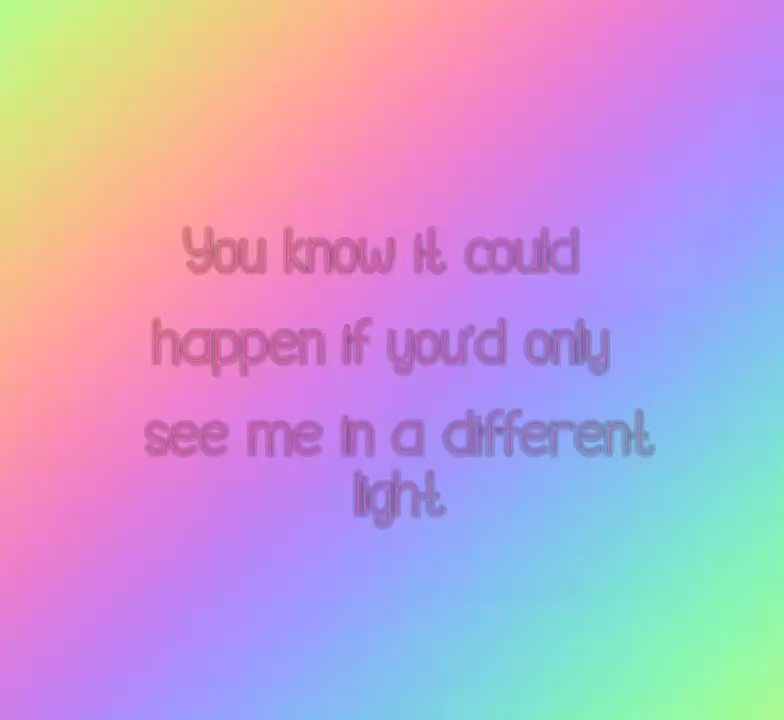 You know it could
happen if you'd only
see me in a different
light